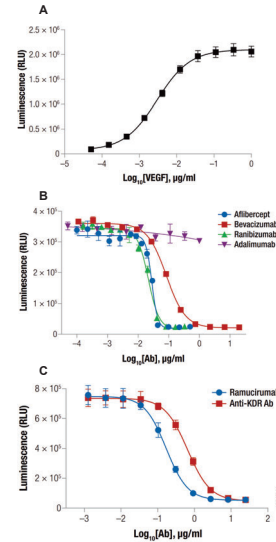 A
Luminescence (RLU)
2.5 × 10⁶
2.0 × 10⁶
1.5 × 10⁶
1.0 × 10⁶
0.5 × 10⁶
0
−5 −4 −3 −2 −1 0
Log₁₀[VEGF], µg/ml
B
Luminescence (RLU)
4 × 10⁵
3 × 10⁵
2 × 10⁵
1 × 10⁵
0
Aflibercept
Bevacizumab
Ranibizumab
Adalimumab
−4 −3 −2 −1 0 1
Log₁₀[Ab], µg/ml
C
Luminescence (RLU)
8 × 10⁵
6 × 10⁵
4 × 10⁵
2 × 10⁵
0
Ramucirumab
Anti-KDR Ab
−3 −2 −1 0 1 2
Log₁₀[Ab], µg/ml